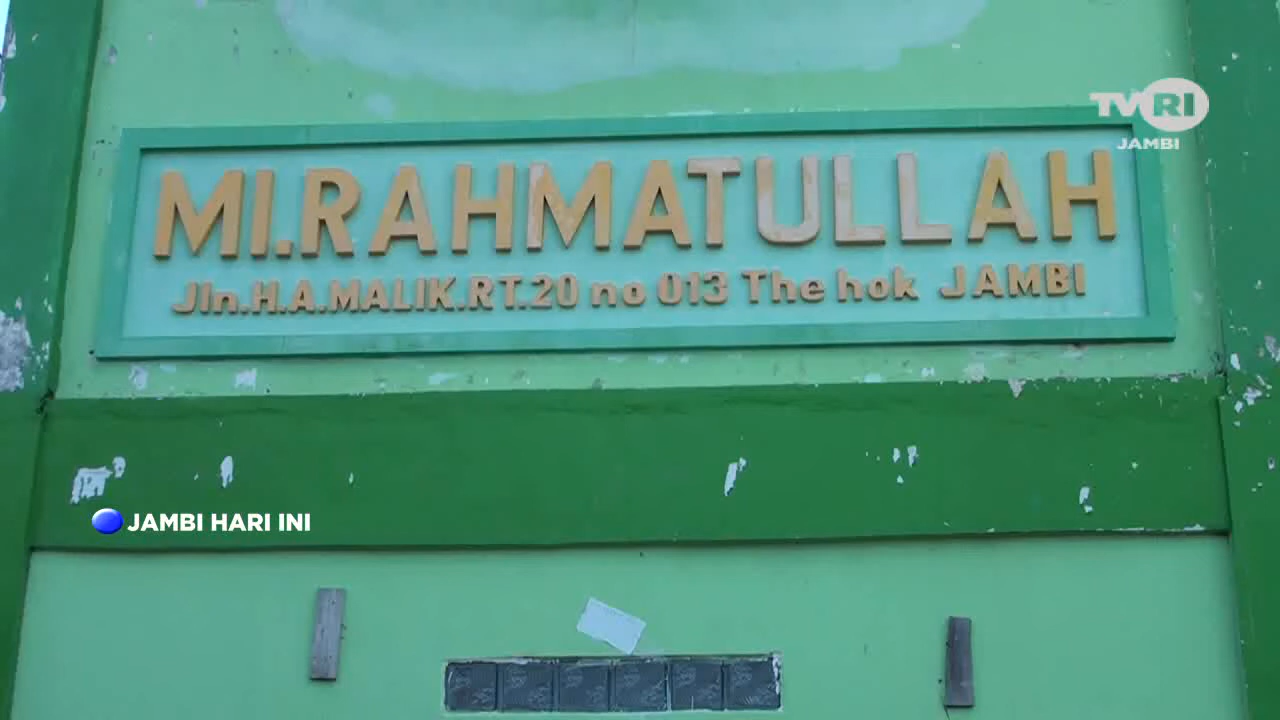 TVRI
JAMBI
MI.RAHMATULLAH
Jln.H.A.MALIK.RT.20 no 013 The hok JAMBI
JAMBI HARI INI